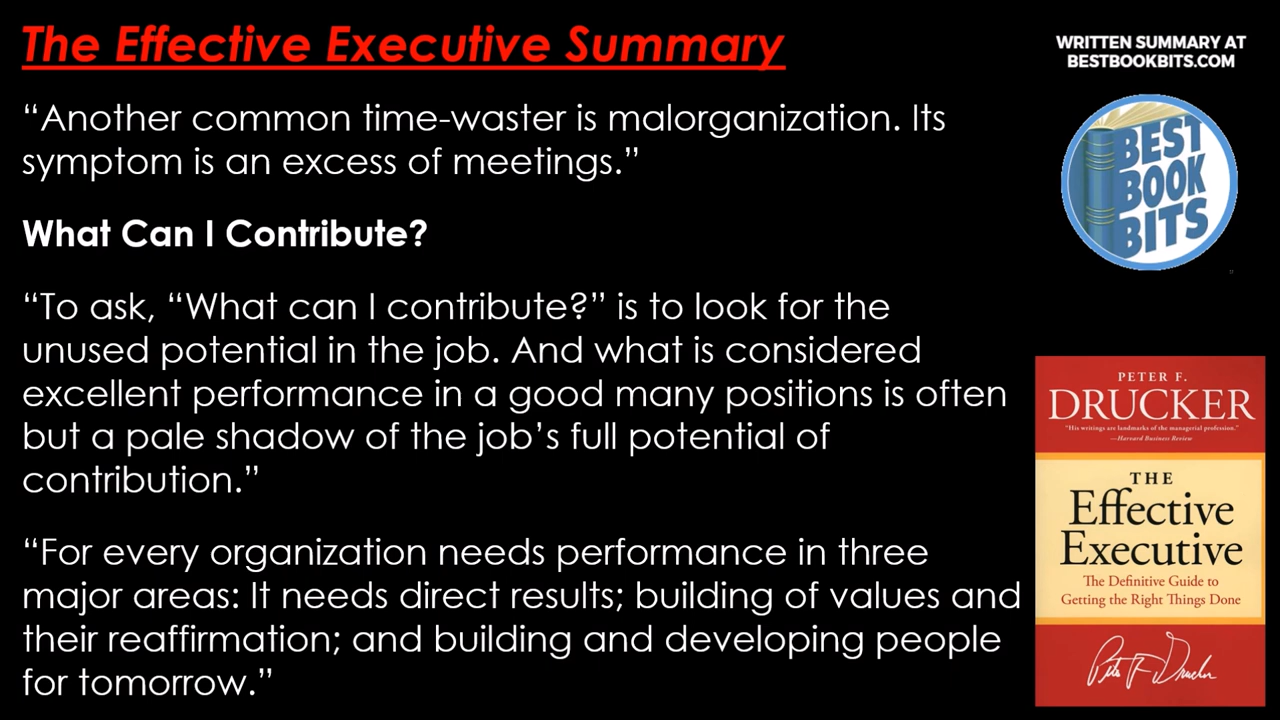 The Effective Executive Summary
“Another common time-waster is malorganization. Its
symptom is an excess of meetings.”
What Can I Contribute?
“To ask, “What can I contribute?” is to look for the
unused potential in the job. And what is considered
excellent performance in a good many positions is often
but a pale shadow of the job’s full potential of
contribution.”
“For every organization needs performance in three
major areas: It needs direct results; building of values and
their reaffirmation; and building and developing people
for tomorrow.”
WRITTEN SUMMARY AT
BESTBOOKBITS.COM
BEST
BOOK
BITS
PETER F.
DRUCKER
"His writings are landmarks of the managerial profession."
—Harvard Business Review
THE
Effective
Executive
The Definitive Guide to
Getting the Right Things Done
Peter F. Drucker